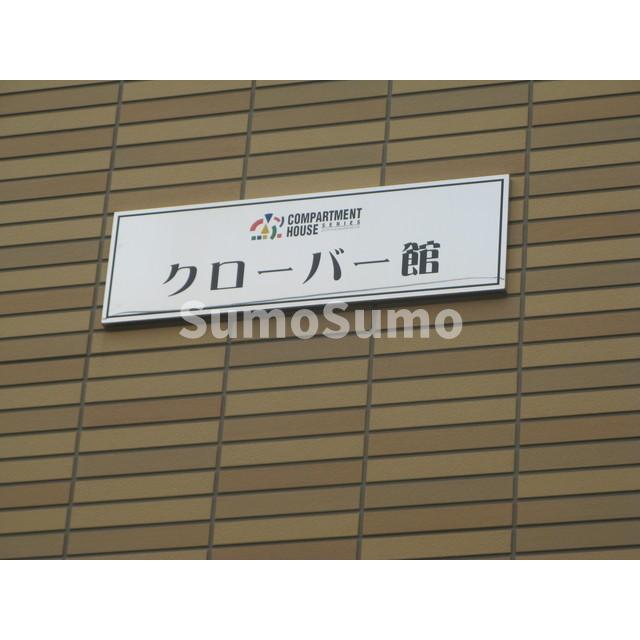 COMPARTMENT
HOUSE SERIES
クローバー館
SumoSumo